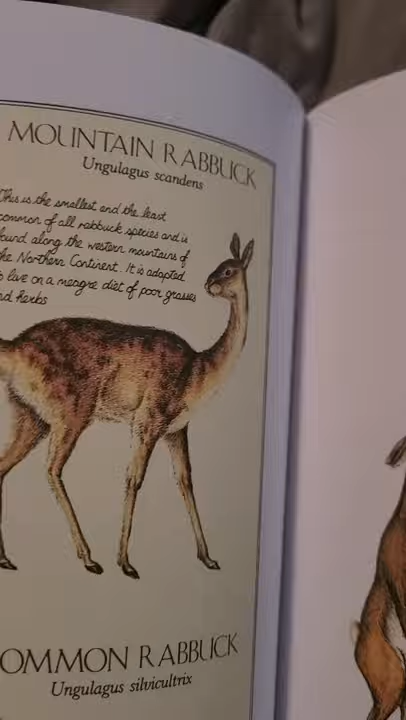 MOUNTAIN RABBUCK
Ungulagus scandens
This is the smallest and the least
common of all rabbuck species and is
found along the western mountains of
the Northern Continent. It is adapted
to live on a meagre diet of poor grasses
and herbs
COMMON RABBUCK
Ungulagus silvicultrix